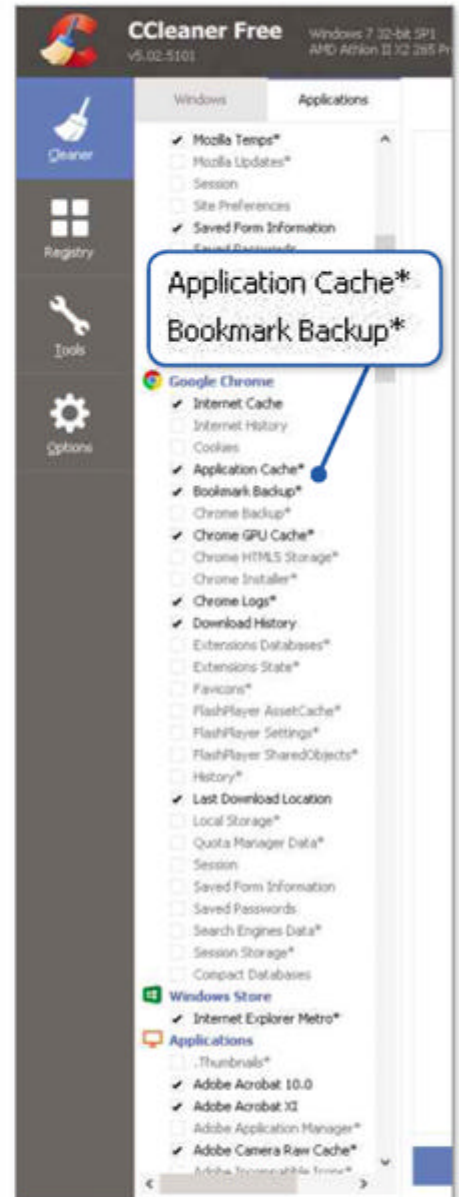 CCleaner Free
v5.02.5101
Windows 7 32-bit SP1
AMD Athlon II X2 265 Pr
Cleaner
Registry
Tools
Options
Windows
Applications
Mozilla Temps*
Mozilla Updates*
Session
Site Preferences
Saved Form Information
Saved Passwords
Application Cache*
Bookmark Backup*
Google Chrome
Internet Cache
Internet History
Cookies
Application Cache*
Bookmark Backup*
Chrome Backup*
Chrome GPU Cache*
Chrome HTML5 Storage*
Chrome Installer*
Chrome Logs*
Download History
Extensions Databases*
Extensions State*
Favicons*
FlashPlayer AssetCache*
FlashPlayer Settings*
FlashPlayer SharedObjects*
History*
Last Download Location
Local Storage*
Quota Manager Data*
Session
Saved Form Information
Saved Passwords
Search Engines Data*
Session Storage*
Compact Databases
Windows Store
Internet Explorer Metro*
Applications
.Thumbnails*
Adobe Acrobat 10.0
Adobe Acrobat XI
Adobe Application Manager*
Adobe Camera Raw Cache*
Adobe Incompatible Icons*